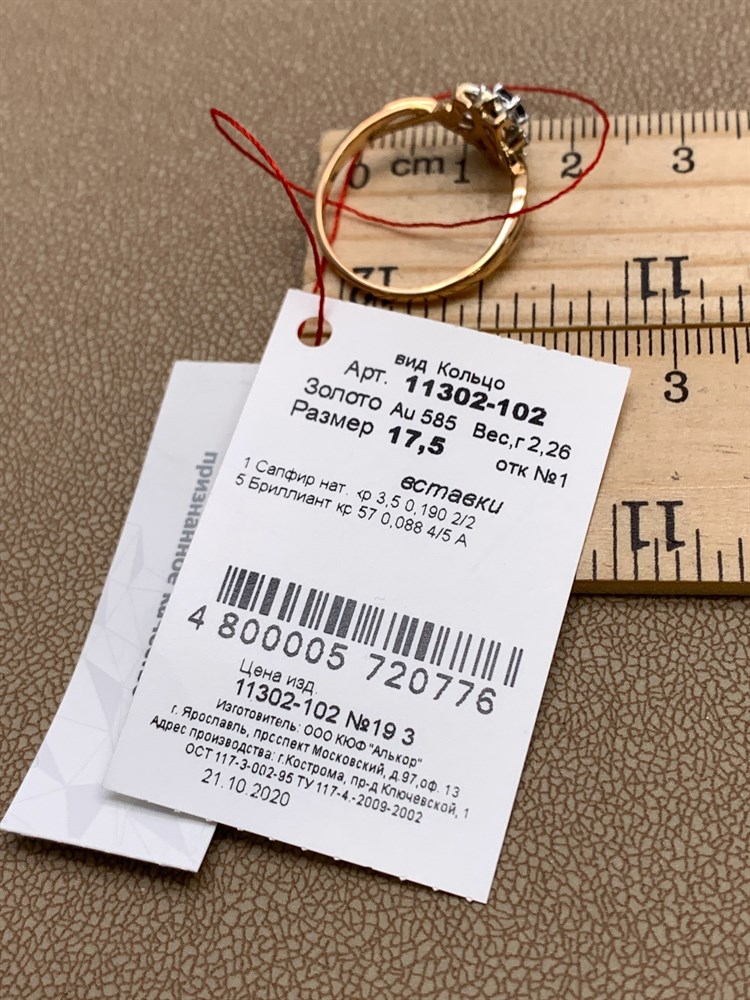 0 cm 1 2 3
12 11
3
11
вид Кольцо
Арт. 11302-102
Золото Au 585 Вес,г 2,26
Размер 17,5 отк №1
вставки
1 Сапфир нат. кр 3,5 0,190 2/2
5 Бриллиант кр 57 0,088 4/5 А
4 800005 720776
Цена изд.
11302-102 №19 3
Изготовитель: ООО КЮФ "Алькор"
г. Ярославль, прсспект Московский, д.97,оф. 13
Адрес производства: г.Кострома, пр-д Ключевской, 1
ОСТ 117-3-002-95 ТУ 117-4.-2009-2002
21.10.2020
признанное